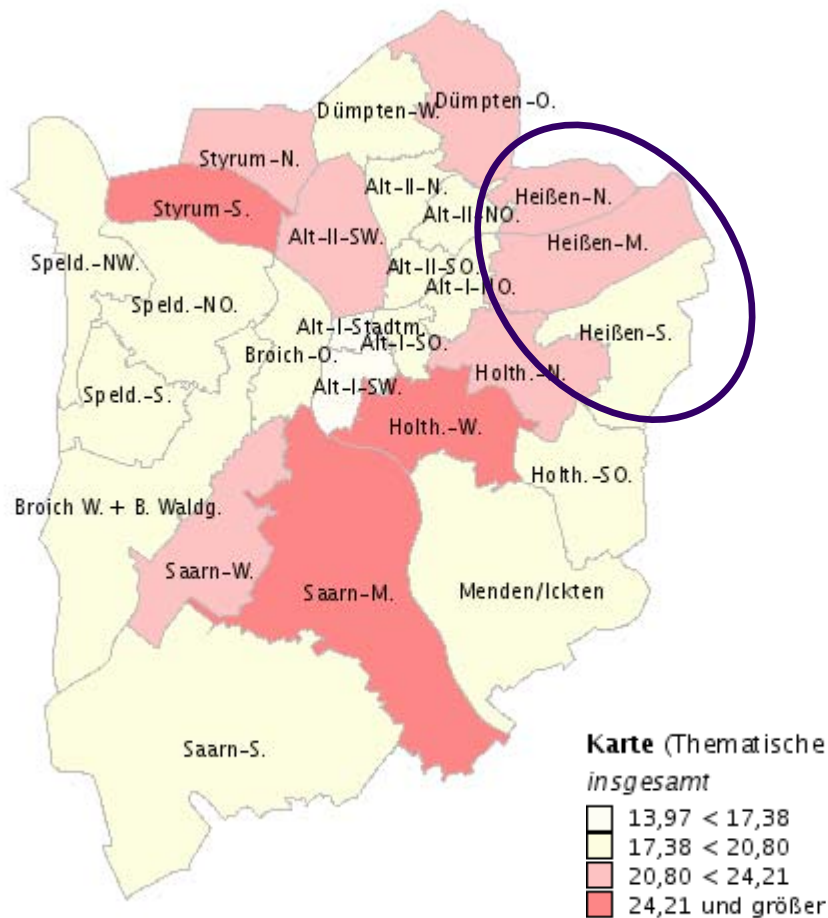 Dümpten-O.
Dümpten-W.
Styrum-N.
Alt-II-N.
Heißen-N.
Styrum-S.
Alt-II-NO.
Alt-II-SW.
Heißen-M.
Speld.-NW.
Alt-II-SO.
Alt-I-NO.
Speld.-NO.
Alt-I-Stadtm.
Heißen-S.
Alt-I-SO.
Broich-O.
Holth.-N.
Alt-I-SW.
Speld.-S.
Holth.-W.
Holth.-SO.
Broich W. + B. Waldg.
Saarn-W.
Saarn-M.
Menden/Ickten
Saarn-S.
Karte (Thematische
insgesamt
13,97 < 17,38
17,38 < 20,80
20,80 < 24,21
24,21 und größer